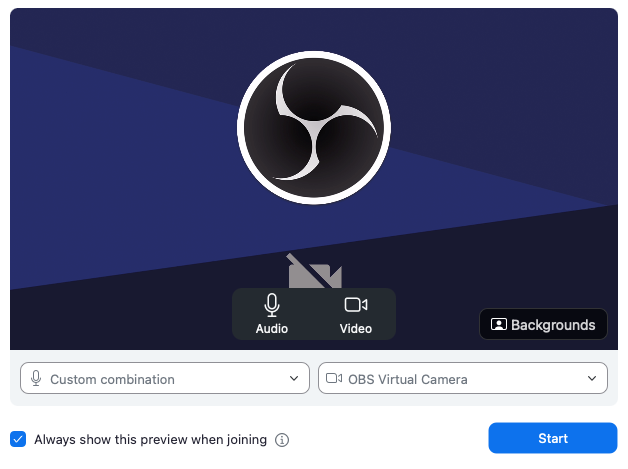 Audio
Video
Backgrounds
Custom combination
OBS Virtual Camera
Always show this preview when joining
Start